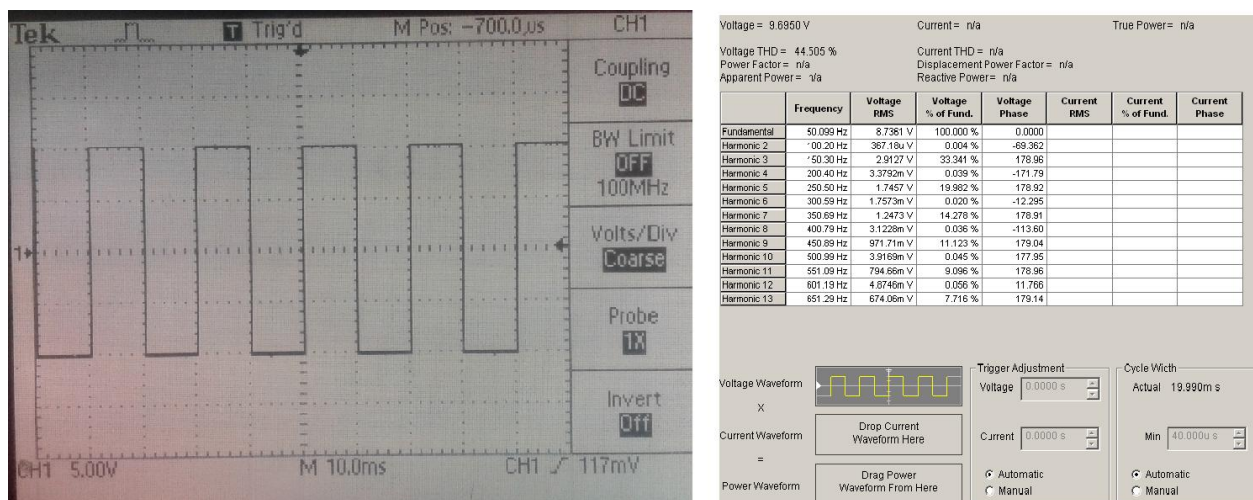 Tek T Trig'd M Pos: -700.0us CH1
Coupling
DC
BW Limit
OFF
100MHz
Volts/Div
Coarse
Probe
1X
Invert
Off
1
CH1 5.00V M 10.0ms CH1 117mV
Voltage = 9.6950 V Current = n/a True Power= n/a
Voltage THD = 44.505 % Current THD = n/a
Power Factor = n/a Displacement Power Factor = n/a
Apparent Power = n/a Reactive Power= n/a
Frequency Voltage RMS Voltage % of Fund. Voltage Phase Current RMS Current % of Fund. Current Phase
Fundamental 50.099 Hz 8.7361 V 100.000 % 0.0000
Harmonic 2 100.20 Hz 367.18u V 0.004 % -69.362
Harmonic 3 150.30 Hz 2.9127 V 33.341 % 178.96
Harmonic 4 200.40 Hz 3.3792m V 0.039 % -171.79
Harmonic 5 250.50 Hz 1.7457 V 19.982 % 178.92
Harmonic 6 300.59 Hz 1.7573m V 0.020 % -12.295
Harmonic 7 350.69 Hz 1.2473 V 14.278 % 178.91
Harmonic 8 400.79 Hz 3.1228m V 0.036 % -113.60
Harmonic 9 450.89 Hz 971.71m V 11.123 % 179.04
Harmonic 10 500.99 Hz 3.9169m V 0.045 % 177.95
Harmonic 11 551.09 Hz 794.66m V 9.096 % 178.96
Harmonic 12 601.19 Hz 4.8746m V 0.056 % 11.766
Harmonic 13 651.29 Hz 674.06m V 7.716 % 179.14
Trigger Adjustment Cycle Width
Voltage Waveform Voltage 0.0000 s Actual 19.990m s
X
Drop Current
Current Waveform Waveform Here Current 0.0000 s Min 40.000u s
=
Drag Power Automatic Automatic
Power Waveform Waveform From Here Manual Manual